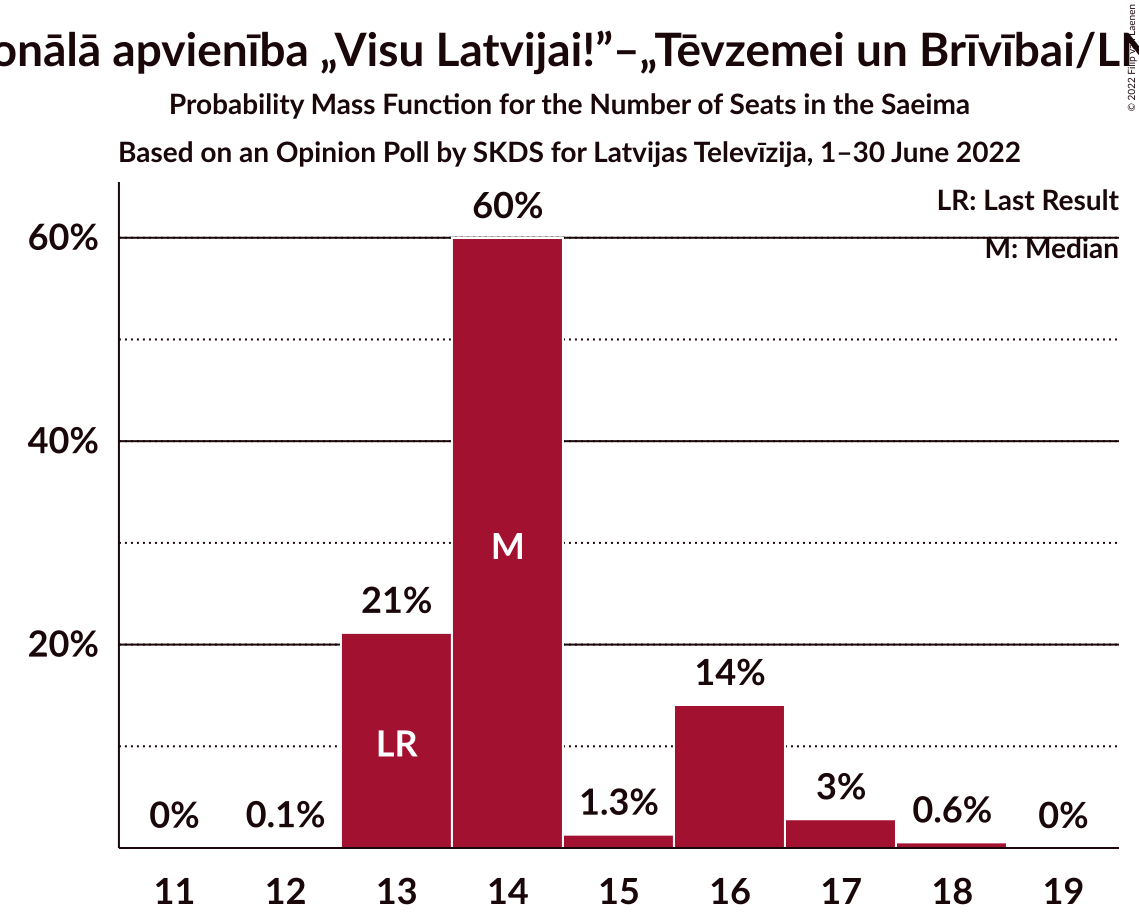 onālā apvienība „Visu Latvijai!”–„Tēvzemei un Brīvībai/LN
Probability Mass Function for the Number of Seats in the Saeima
Based on an Opinion Poll by SKDS for Latvijas Televīzija, 1–30 June 2022
LR: Last Result
M: Median
60%
60%
40%
M
21%
20%
14%
LR
0%
0.1%
1.3%
3%
0.6%
0%
11 12 13 14 15 16 17 18 19
© 2022 Filip Laenen